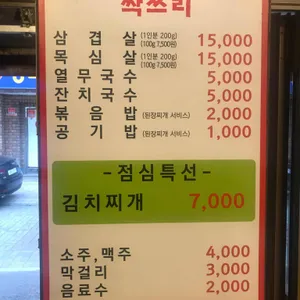 싹쓰리
삼겹살 (1인분 200g) (100g 7,500원) 15,000
목심살 (1인분 200g) (100g 7,500원) 15,000
열무국수 5,000
잔치국수 5,000
볶음밥 (된장찌개 서비스) 2,000
공기밥 (된장찌개 서비스) 1,000
- 점심특선 -
김치찌개 7,000
소주, 맥주 4,000
막걸리 3,000
음료수 2,000